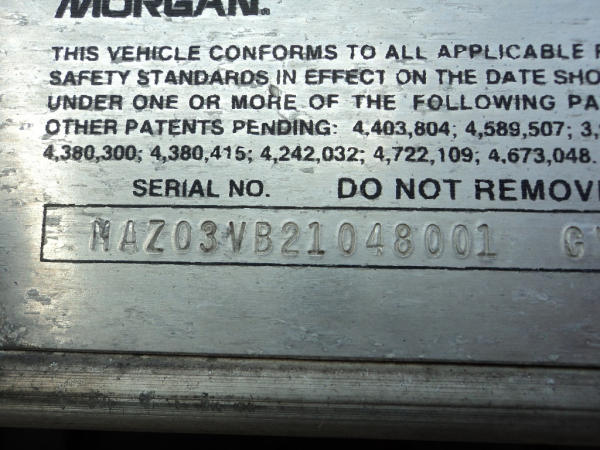 MORGAN.
THIS VEHICLE CONFORMS TO ALL APPLICABLE F
SAFETY STANDARDS IN EFFECT ON THE DATE SHO
UNDER ONE OR MORE OF THE FOLLOWING PA
OTHER PATENTS PENDING: 4,403,804; 4,589,507; 3,
4,380,300; 4,380,415; 4,242,032; 4,722,109; 4.673,048.
SERIAL NO. DO NOT REMOVE
MAZ03VB21048001 G